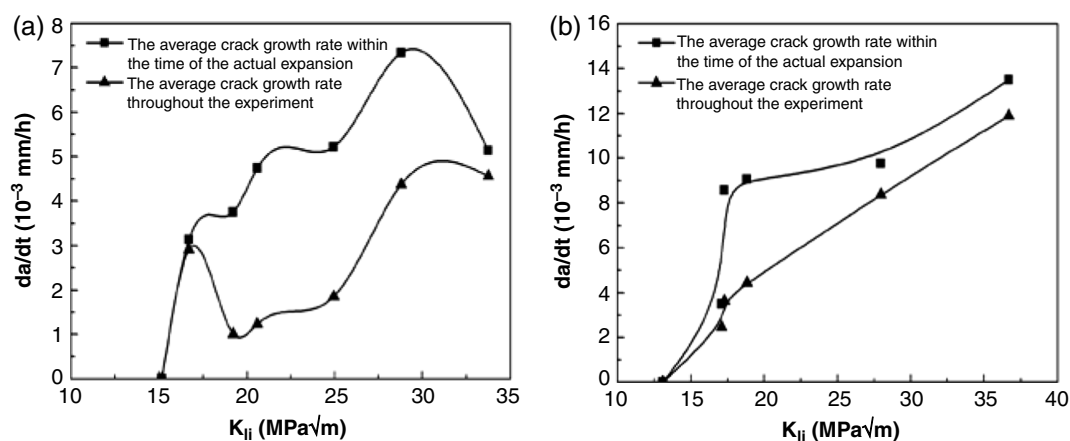 (a)
8
7
6
5
4
3
2
1
0
da/dt (10⁻³ mm/h)
The average crack growth rate within
the time of the actual expansion
The average crack growth rate
throughout the experiment
10 15 20 25 30 35
K_Ii (MPa√m)
(b)
16
14
12
10
8
6
4
2
0
da/dt (10⁻³ mm/h)
The average crack growth rate within
the time of the actual expansion
The average crack growth rate
throughout the experiment
10 15 20 25 30 35 40
K_Ii (MPa√m)